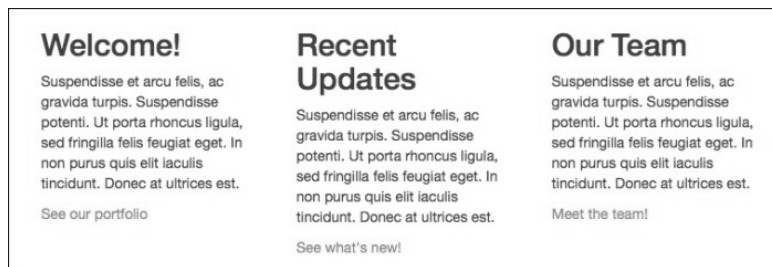 Welcome!
Suspendisse et arcu felis, ac
gravida turpis. Suspendisse
potenti. Ut porta rhoncus ligula,
sed fringilla felis feugiat eget. In
non purus quis elit iaculis
tincidunt. Donec at ultrices est.
See our portfolio
Recent
Updates
Suspendisse et arcu felis, ac
gravida turpis. Suspendisse
potenti. Ut porta rhoncus ligula,
sed fringilla felis feugiat eget. In
non purus quis elit iaculis
tincidunt. Donec at ultrices est.
See what's new!
Our Team
Suspendisse et arcu felis, ac
gravida turpis. Suspendisse
potenti. Ut porta rhoncus ligula,
sed fringilla felis feugiat eget. In
non purus quis elit iaculis
tincidunt. Donec at ultrices est.
Meet the team!